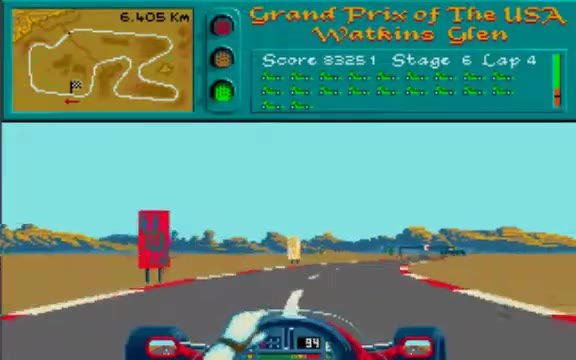 6.405 Km
Grand Prix of The USA
Watkins Glen
Score 83251 Stage 6 Lap 4
94